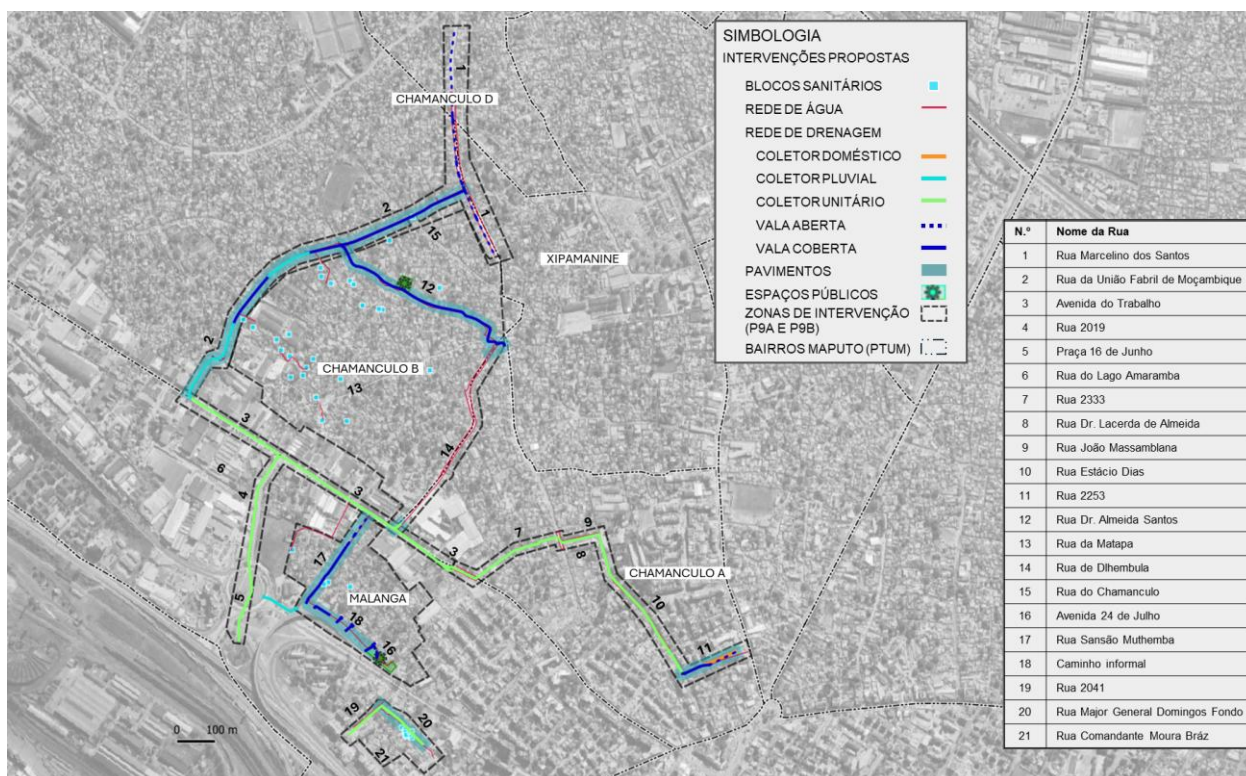 SIMBOLOGIA
INTERVENÇÕES PROPOSTAS
BLOCOS SANITÁRIOS
REDE DE ÁGUA
REDE DE DRENAGEM
COLETOR DOMÉSTICO
COLETOR PLUVIAL
COLETOR UNITÁRIO
VALA ABERTA
VALA COBERTA
PAVIMENTOS
ESPAÇOS PÚBLICOS
ZONAS DE INTERVENÇÃO
(P9A E P9B)
BAIRROS MAPUTO (PTUM)
1
CHAMANCULO D
2
1
15
XIPAMANINE
12
2
CHAMANCULO B
13
3
14
6
4
3
7
9
3
8
17
CHAMANCULO A
MALANGA
5
18
10
16
11
19
20
21
0 100 m
N.º Nome da Rua
1 Rua Marcelino dos Santos
2 Rua da União Fabril de Moçambique
3 Avenida do Trabalho
4 Rua 2019
5 Praça 16 de Junho
6 Rua do Lago Amaramba
7 Rua 2333
8 Rua Dr. Lacerda de Almeida
9 Rua João Massamblana
10 Rua Estácio Dias
11 Rua 2253
12 Rua Dr. Almeida Santos
13 Rua da Matapa
14 Rua de Dlhembula
15 Rua do Chamanculo
16 Avenida 24 de Julho
17 Rua Sansão Muthemba
18 Caminho informal
19 Rua 2041
20 Rua Major General Domingos Fondo
21 Rua Comandante Moura Bráz